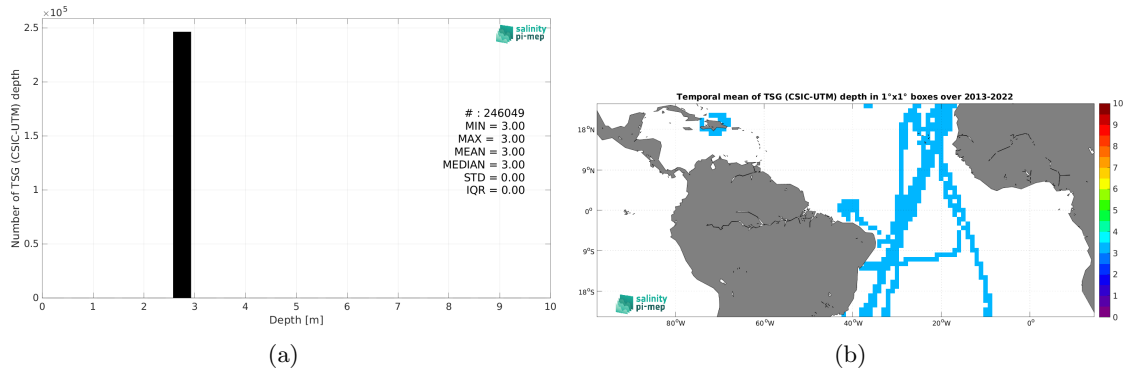 ×10⁵
2.5
2
1.5
1
0.5
0
Number of TSG (CSIC-UTM) depth
0 1 2 3 4 5 6 7 8 9 10
Depth [m]
salinity
pi-mep
# : 246049
MIN = 3.00
MAX = 3.00
MEAN = 3.00
MEDIAN = 3.00
STD = 0.00
IQR = 0.00
(a)
Temporal mean of TSG (CSIC-UTM) depth in 1°x1° boxes over 2013-2022
18°N
9°N
0°
9°S
18°S
80°W 60°W 40°W 20°W 0°
salinity
pi-mep
10
9
8
7
6
5
4
3
2
1
0
(b)